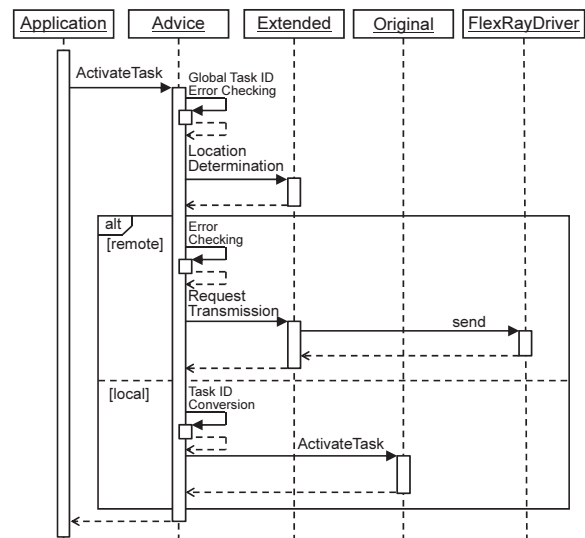 Application Advice Extended Original FlexRayDriver
ActivateTask
Global Task ID
Error Checking
Location
Determination
alt
[remote]
Error
Checking
Request
Transmission
send
[local]
Task ID
Conversion
ActivateTask